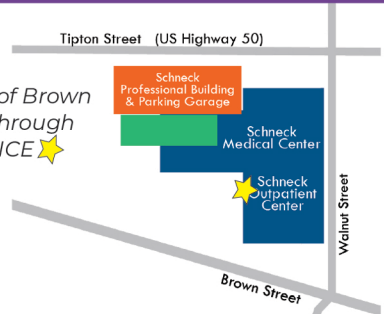 Tipton Street (US Highway 50)
of Brown
hrough
ICE
Schneck
Professional Building
& Parking Garage
Schneck
Medical Center
Schneck
Outpatient
Center
Walnut Street
Brown Street